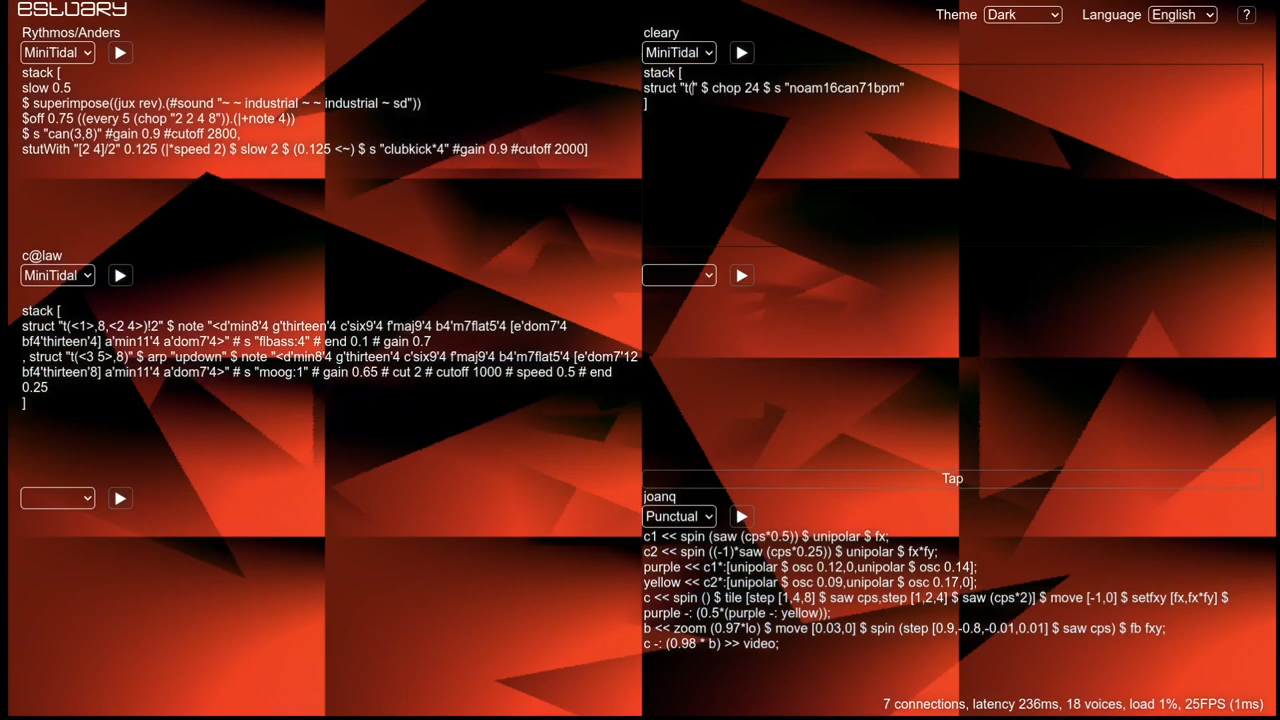 ESTUARY
Theme Dark Language English ?
Rythmos/Anders
MiniTidal
stack [
slow 0.5
$ superimpose((jux rev).(#sound "~ ~ industrial ~ ~ industrial ~ sd"))
$off 0.75 ((every 5 (chop "2 2 4 8")).(|+note 4))
$ s "can(3,8)" #gain 0.9 #cutoff 2800,
stutWith "[2 4]/2" 0.125 (|*speed 2) $ slow 2 $ (0.125 <~) $ s "clubkick*4" #gain 0.9 #cutoff 2000]
cleary
MiniTidal
stack [
struct "t(" $ chop 24 $ s "noam16can71bpm"
]
c@law
MiniTidal
stack [
struct "t(<1>,8,<2 4>)!2" $ note "<d'min8'4 g'thirteen'4 c'six9'4 f'maj9'4 b4'm7flat5'4 [e'dom7'4
bf4'thirteen'4] a'min11'4 a'dom7'4>" # s "flbass:4" # end 0.1 # gain 0.7
, struct "t(<3 5>,8)" $ arp "updown" $ note "<d'min8'4 g'thirteen'4 c'six9'4 f'maj9'4 b4'm7flat5'4 [e'dom7'12
bf4'thirteen'8] a'min11'4 a'dom7'4>" # s "moog:1" # gain 0.65 # cut 2 # cutoff 1000 # speed 0.5 # end
0.25
]
Tap
joanq
Punctual
c1 << spin (saw (cps*0.5)) $ unipolar $ fx;
c2 << spin ((-1)*saw (cps*0.25)) $ unipolar $ fx*fy;
purple << c1*:[unipolar $ osc 0.12,0,unipolar $ osc 0.14];
yellow << c2*:[unipolar $ osc 0.09,unipolar $ osc 0.17,0];
c << spin () $ tile [step [1,4,8] $ saw cps,step [1,2,4] $ saw (cps*2)] $ move [-1,0] $ setfxy [fx,fx*fy] $
purple -: (0.5*(purple -: yellow));
b << zoom (0.97*lo) $ move [0.03,0] $ spin (step [0.9,-0.8,-0.01,0.01] $ saw cps) $ fb fxy;
c -: (0.98 * b) >> video;
7 connections, latency 236ms, 18 voices, load 1%, 25FPS (1ms)